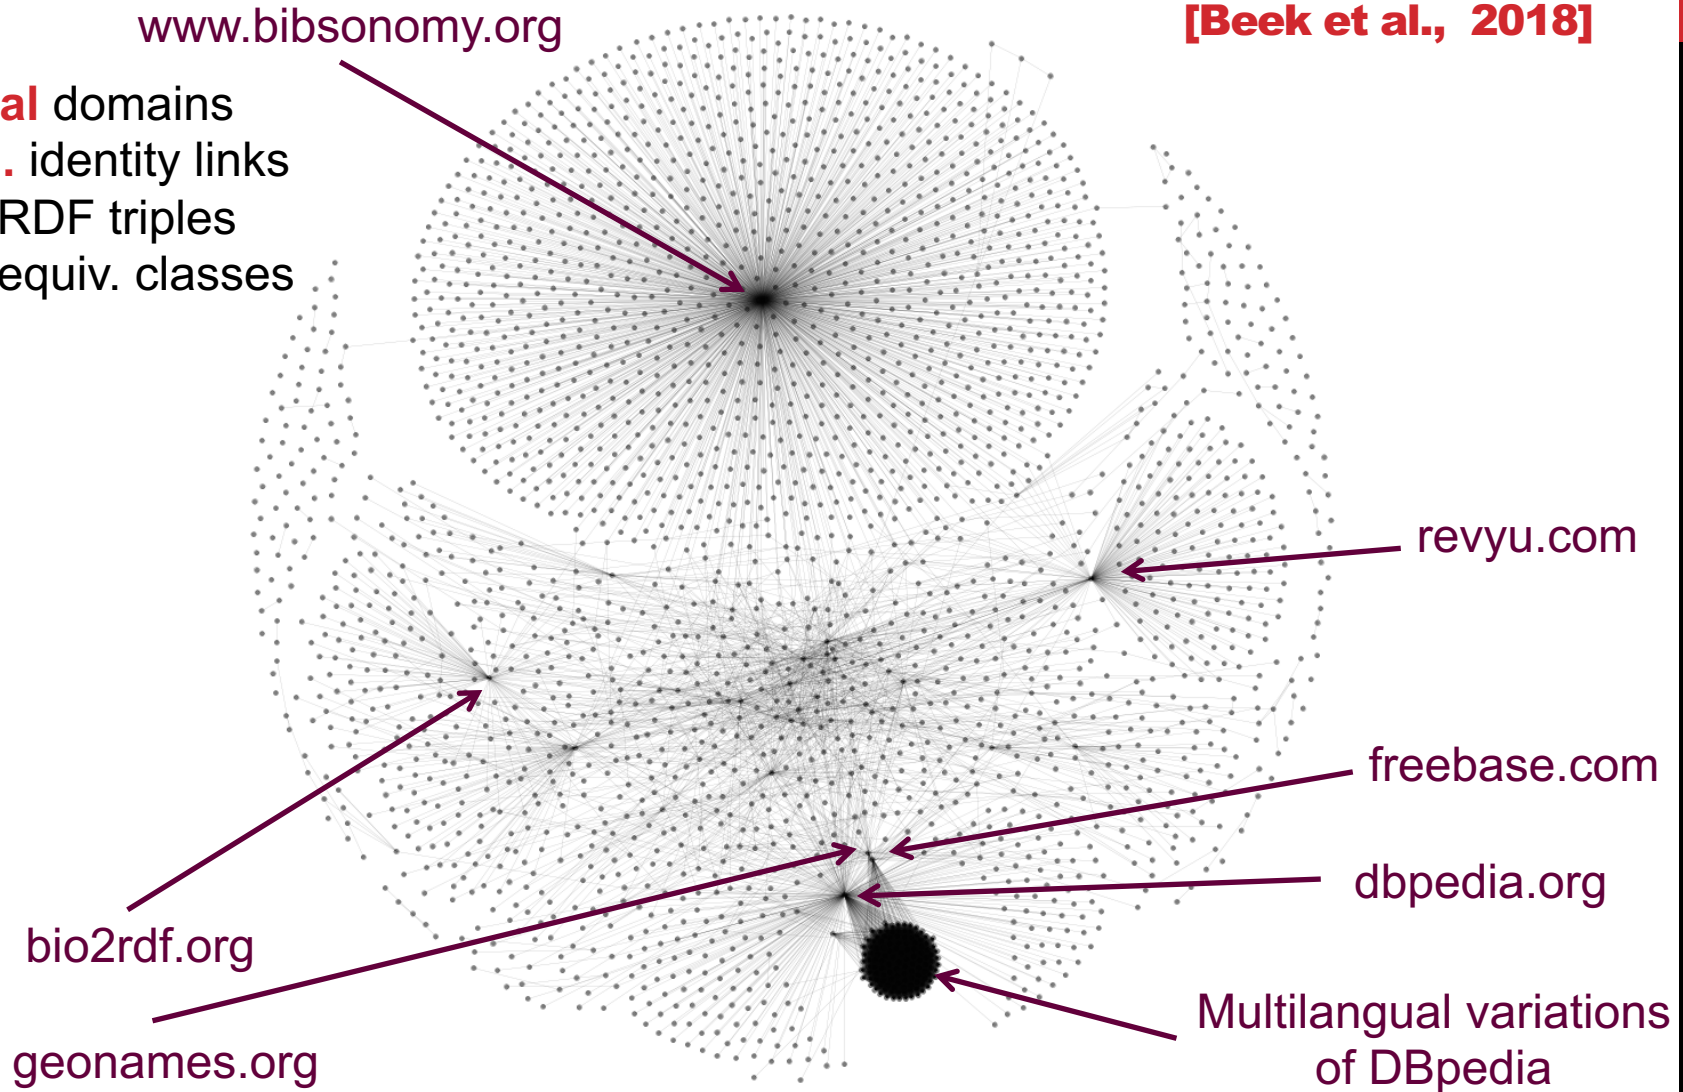 www.bibsonomy.org
[Beek et al., 2018]
al domains
. identity links
RDF triples
equiv. classes
revyu.com
freebase.com
dbpedia.org
bio2rdf.org
geonames.org
Multilangual variations
of DBpedia